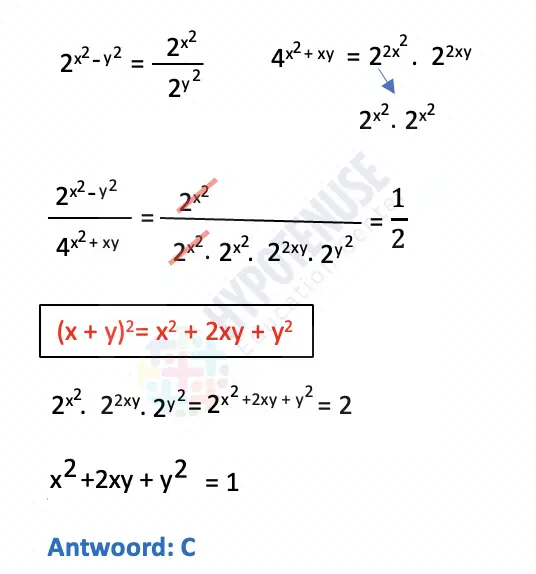 2^{x^2 - y^2} = \frac{2^{x^2}}{2^{y^2}}
4^{x^2 + xy} = 2^{2x^2} . 2^{2xy}
2^{x^2} . 2^{x^2}
\frac{2^{x^2 - y^2}}{4^{x^2 + xy}} = \frac{2^{x^2}}{2^{x^2} . 2^{x^2} . 2^{2xy} . 2^{y^2}} = \frac{1}{2}
(x + y)^2 = x^2 + 2xy + y^2
2^{x^2} . 2^{2xy} . 2^{y^2} = 2^{x^2 + 2xy + y^2} = 2
x^2 + 2xy + y^2 = 1
Antwoord: C
HYPOTENUSE